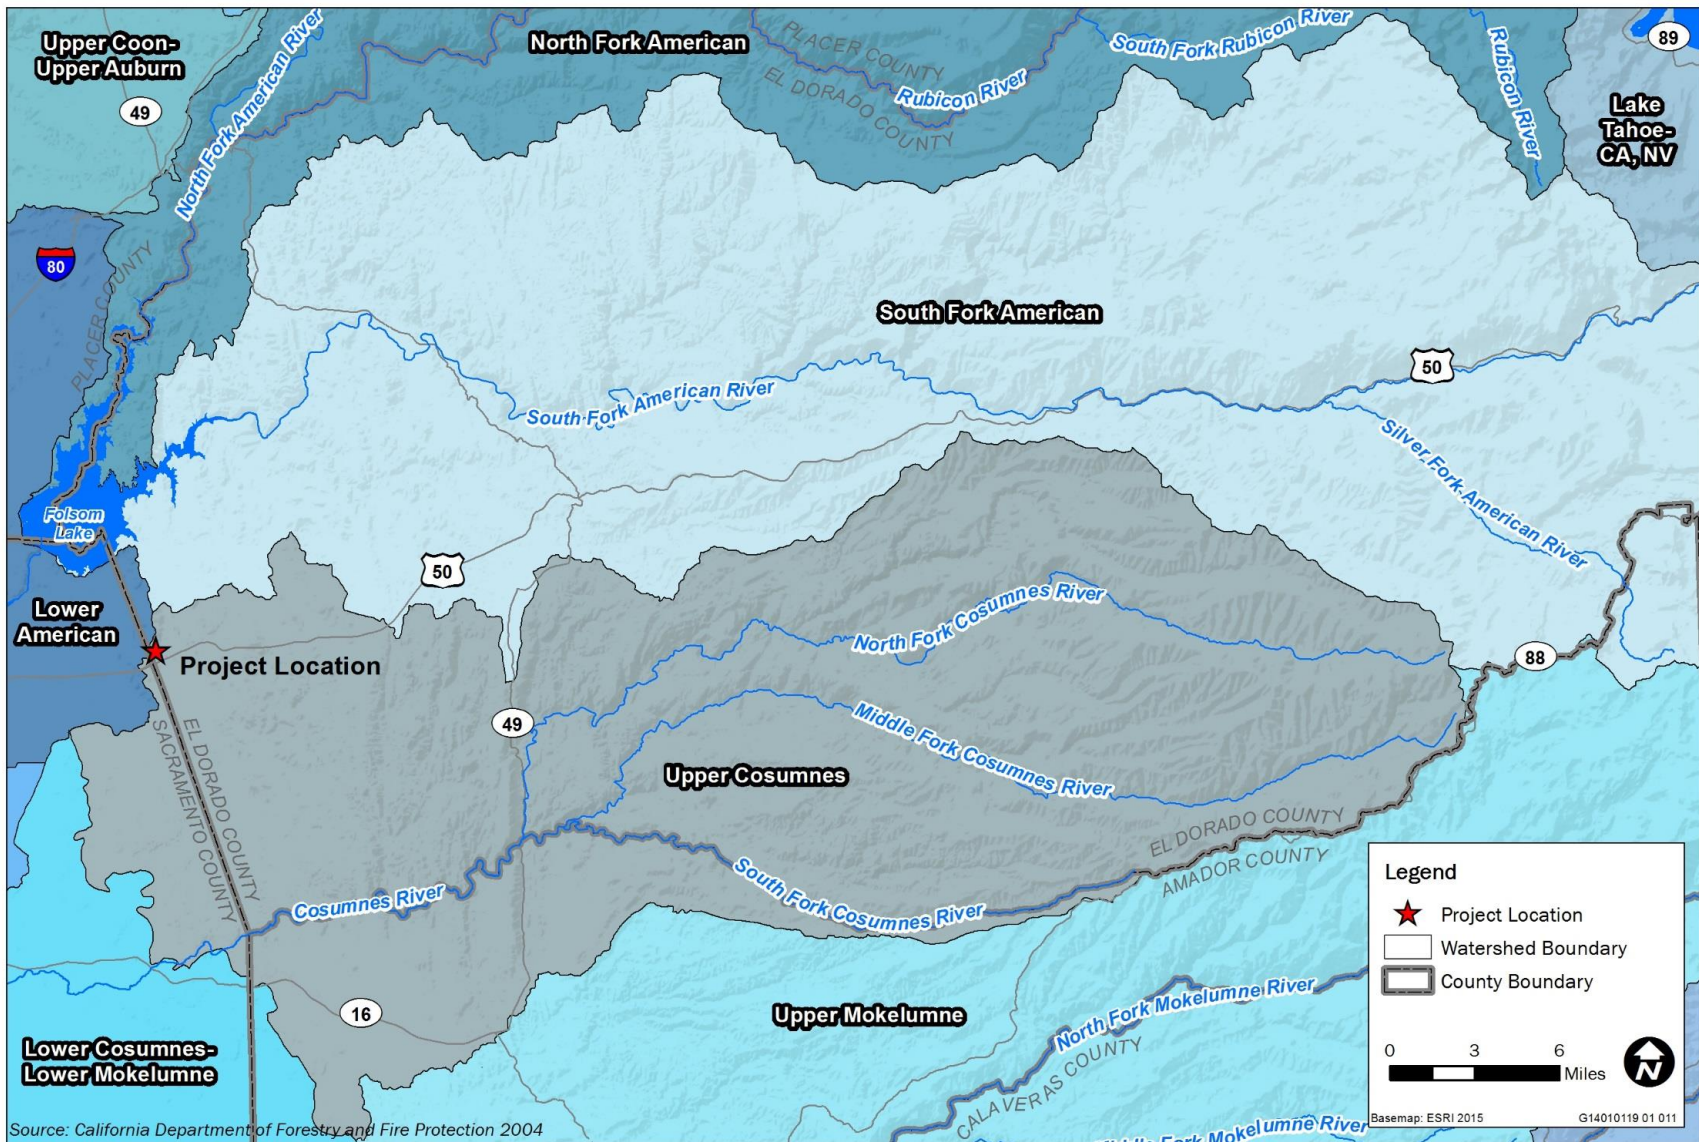 Upper Coon-
Upper Auburn
49
North Fork American River
North Fork American
PLACER COUNTY
EL DORADO COUNTY
Rubicon River
South Fork Rubicon River
Rubicon River
89
Lake
Tahoe-
CA, NV
80
PLACER COUNTY
South Fork American
50
South Fork American River
Silver Fork American River
Folsom
Lake
50
Lower
American
Project Location
North Fork Cosumnes River
88
49
Middle Fork Cosumnes River
Upper Cosumnes
EL DORADO COUNTY
SACRAMENTO COUNTY
EL DORADO COUNTY
AMADOR COUNTY
Cosumnes River
South Fork Cosumnes River
16
Upper Mokelumne
North Fork Mokelumne River
CALAVERAS COUNTY
Lower Cosumnes-
Lower Mokelumne
Fork Mokelumne River
Legend
Project Location
Watershed Boundary
County Boundary
0 3 6
Miles
N
Basemap: ESRI 2015 G14010119 01 011
Source: California Department of Forestry and Fire Protection 2004